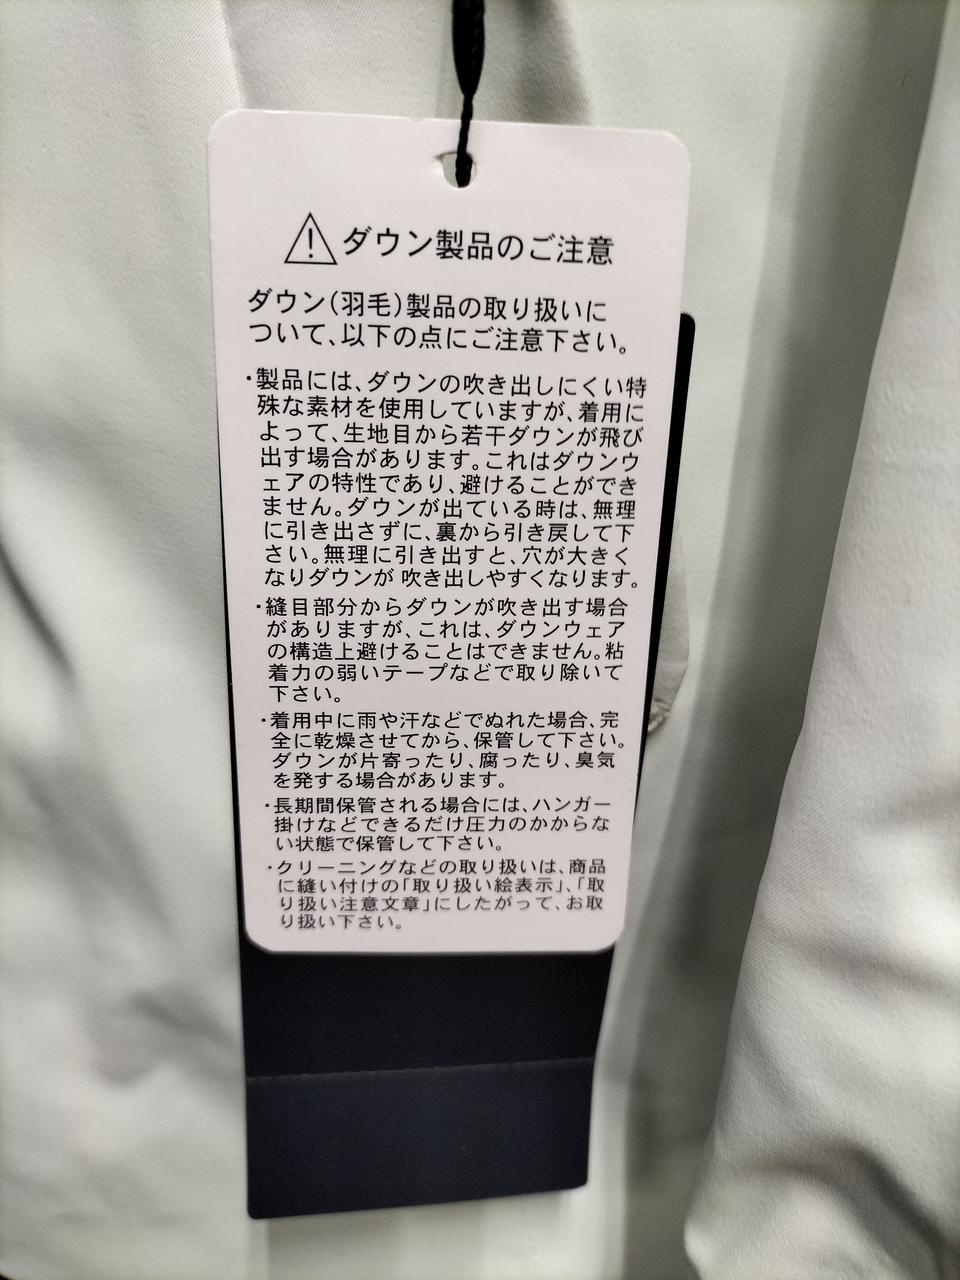 ⚠ダウン製品のご注意
ダウン(羽毛)製品の取り扱いに
ついて、以下の点にご注意下さい。
・製品には、ダウンの吹き出しにくい特
殊な素材を使用していますが、着用に
よって、生地目から若干ダウンが飛び
出す場合があります。これはダウンウ
ェアの特性であり、避けることができ
ません。ダウンが出ている時は、無理
に引き出さずに、裏から引き戻して下
さい。無理に引き出すと、穴が大きく
なりダウンが 吹き出しやすくなります。
・縫目部分からダウンが吹き出す場合
がありますが、これは、ダウンウェア
の構造上避けることはできません。粘
着力の弱いテープなどで取り除いて
下さい。
・着用中に雨や汗などでぬれた場合、完
全に乾燥させてから、保管して下さい。
ダウンが片寄ったり、腐ったり、臭気
を発する場合があります。
・長期間保管される場合には、ハンガー
掛けなどできるだけ圧力のかからな
い状態で保管して下さい。
・クリーニングなどの取り扱いは、商品
に縫い付けの「取り扱い絵表示」、「取
り扱い注意文章」にしたがって、お取
り扱い下さい。